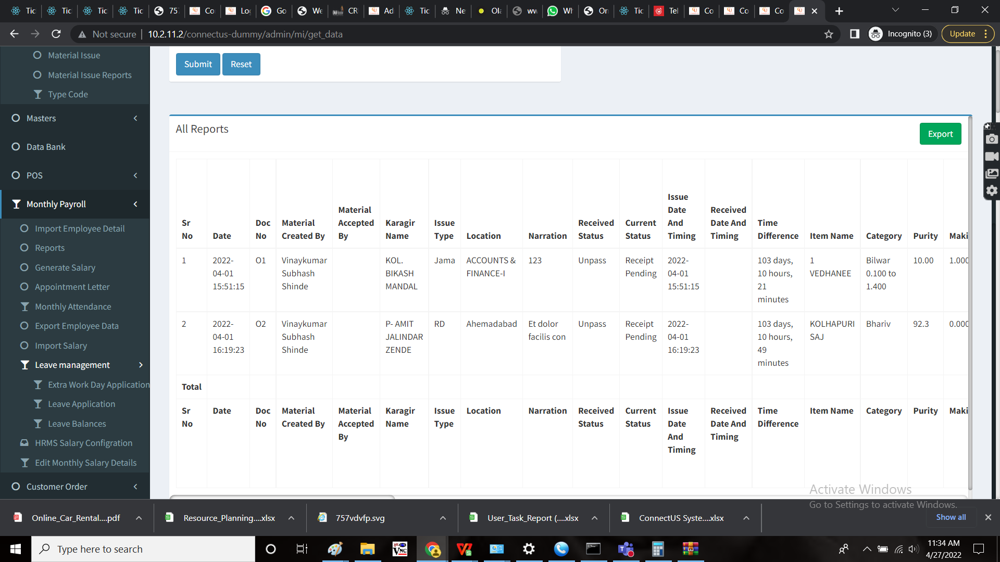 Tic
Tic
Tic
Tic
75
Co
Lo
Go
We
CR
Ad
Tic
Ne
Ola
ww
Wh
On
Tic
Tel
Co
Co
Co
Not secure | 10.2.11.2/connectus-dummy/admin/mi/get_data
Incognito (3)
Update
Material Issue
Material Issue Reports
Type Code
Masters
Data Bank
POS
Monthly Payroll
Import Employee Detail
Reports
Generate Salary
Appointment Letter
Monthly Attendance
Export Employee Data
Import Salary
Leave management
Extra Work Day Application
Leave Application
Leave Balances
HRMS Salary Configration
Edit Monthly Salary Details
Customer Order
Submit
Reset
All Reports
Export
Sr No Date Doc No Material Created By Material Accepted By Karagir Name Issue Type Location Narration Received Status Current Status Issue Date And Timing Received Date And Timing Time Difference Item Name Category Purity Maki
1 2022-04-01 15:51:15 O1 Vinaykumar Subhash Shinde KOL. BIKASH MANDAL Jama ACCOUNTS & FINANCE-I 123 Unpass Receipt Pending 2022-04-01 15:51:15 103 days, 10 hours, 21 minutes 1 VEDHANEE Bilwar 0.100 to 1.400 10.00 1.000
2 2022-04-01 16:19:23 O2 Vinaykumar Subhash Shinde P- AMIT JALINDAR ZENDE RD Ahemadabad Et dolor facilis con Unpass Receipt Pending 2022-04-01 16:19:23 103 days, 10 hours, 49 minutes KOLHAPURI SAJ Bhariv 92.3 0.000
Total
Sr No Date Doc No Material Created By Material Accepted By Karagir Name Issue Type Location Narration Received Status Current Status Issue Date And Timing Received Date And Timing Time Difference Item Name Category Purity Maki
Activate Windows
Go to Settings to activate Windows.
Online_Car_Rental....pdf
Resource_Planning....xlsx
757vdvfp.svg
User_Task_Report (....xlsx
ConnectUS Syste....xlsx
Show all
Type here to search
11:34 AM
4/27/2022